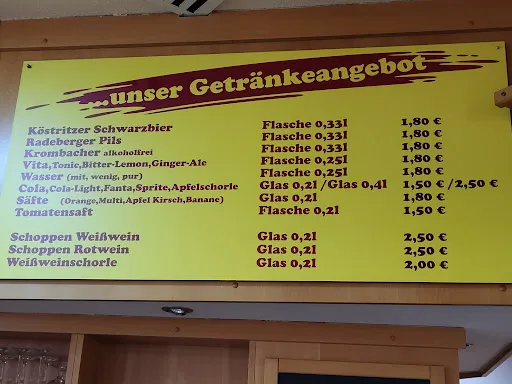 ...unser Getränkeangebot
Köstritzer Schwarzbier Flasche 0,33l 1,80 €
Radeberger Pils Flasche 0,33l 1,80 €
Krombacher alkoholfrei Flasche 0,33l 1,80 €
Vita,Tonic,Bitter-Lemon,Ginger-Ale Flasche 0,25l 1,80 €
Wasser (mit, wenig, pur) Flasche 0,25l 1,80 €
Cola,Cola-Light,Fanta,Sprite,Apfelschorle Glas 0,2l /Glas 0,4l 1,50 € /2,50 €
Säfte (Orange,Multi,Apfel Kirsch,Banane) Glas 0,2l 1,80 €
Tomatensaft Flasche 0,2l 1,50 €
Schoppen Weißwein Glas 0,2l 2,50 €
Schoppen Rotwein Glas 0,2l 2,50 €
Weißweinschorle Glas 0,2l 2,00 €